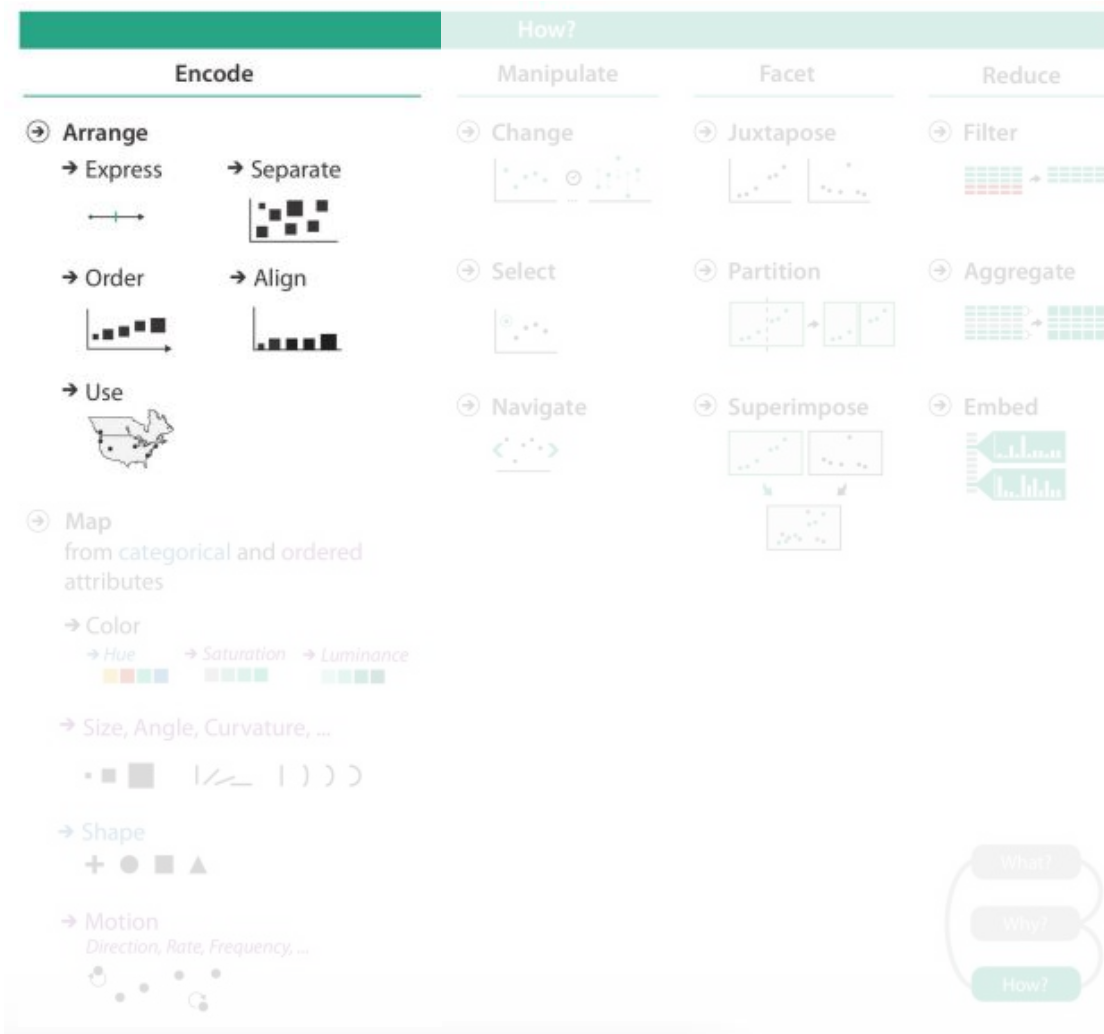 How?
Encode
Manipulate
Facet
Reduce
Arrange
→ Express
→ Separate
→ Order
→ Align
→ Use
Map
from categorical and ordered
attributes
→ Color
→ Hue
→ Saturation
→ Luminance
→ Size, Angle, Curvature, ...
→ Shape
→ Motion
Direction, Rate, Frequency, ...
Change
Select
Navigate
Juxtapose
Partition
Superimpose
Filter
Aggregate
Embed
What?
Why?
How?